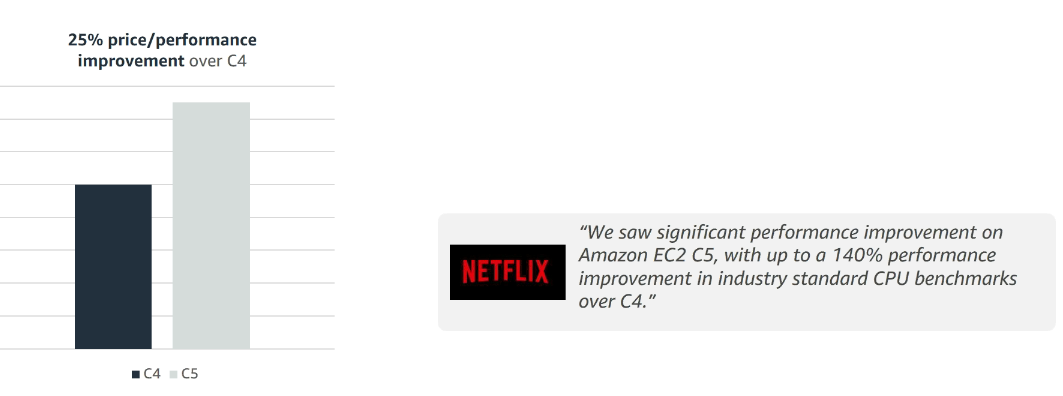 25% price/performance
improvement over C4
C4 C5
NETFLIX
“We saw significant performance improvement on
Amazon EC2 C5, with up to a 140% performance
improvement in industry standard CPU benchmarks
over C4.”